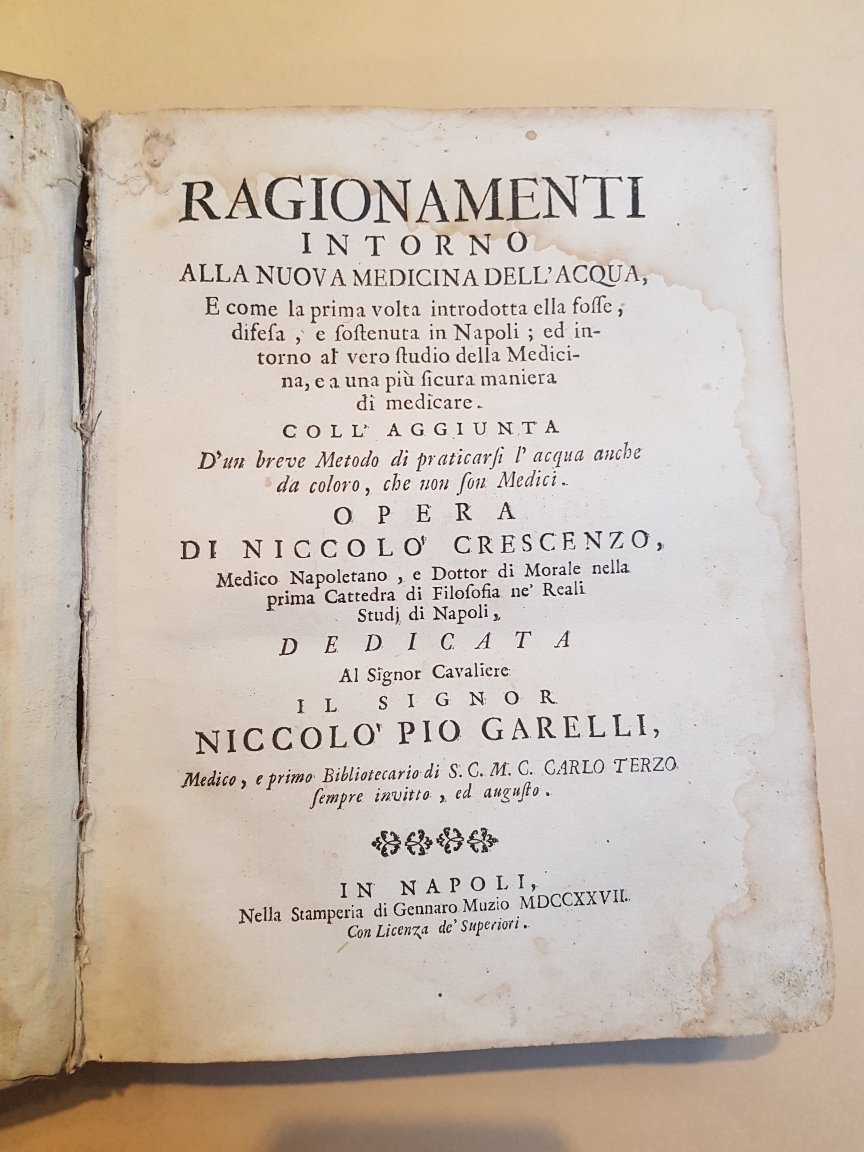 RAGIONAMENTI
INTORNO
ALLA NUOVA MEDICINA DELL'ACQUA,
E come la prima volta introdotta ella foſſe,
difeſa, e ſoſtenuta in Napoli; ed in-
torno al vero ſtudio della Medici-
na, e a una più ſicura maniera
di medicare.
COLL' AGGIUNTA
D'un breve Metodo di praticarſi l'acqua anche
da coloro, che non ſon Medici.
OPERA
DI NICCOLO' CRESCENZO,
Medico Napoletano, e Dottor di Morale nella
prima Cattedra di Filoſofia ne' Reali
Studj di Napoli,
DEDICATA
Al Signor Cavaliere
IL SIGNOR
NICCOLO' PIO GARELLI,
Medico, e primo Bibliotecario di S. C. M. C. CARLO TERZO
ſempre invitto, ed auguſto.
IN NAPOLI,
Nella Stamperia di Gennaro Muzio MDCCXXVII.
Con Licenza de' Superiori.